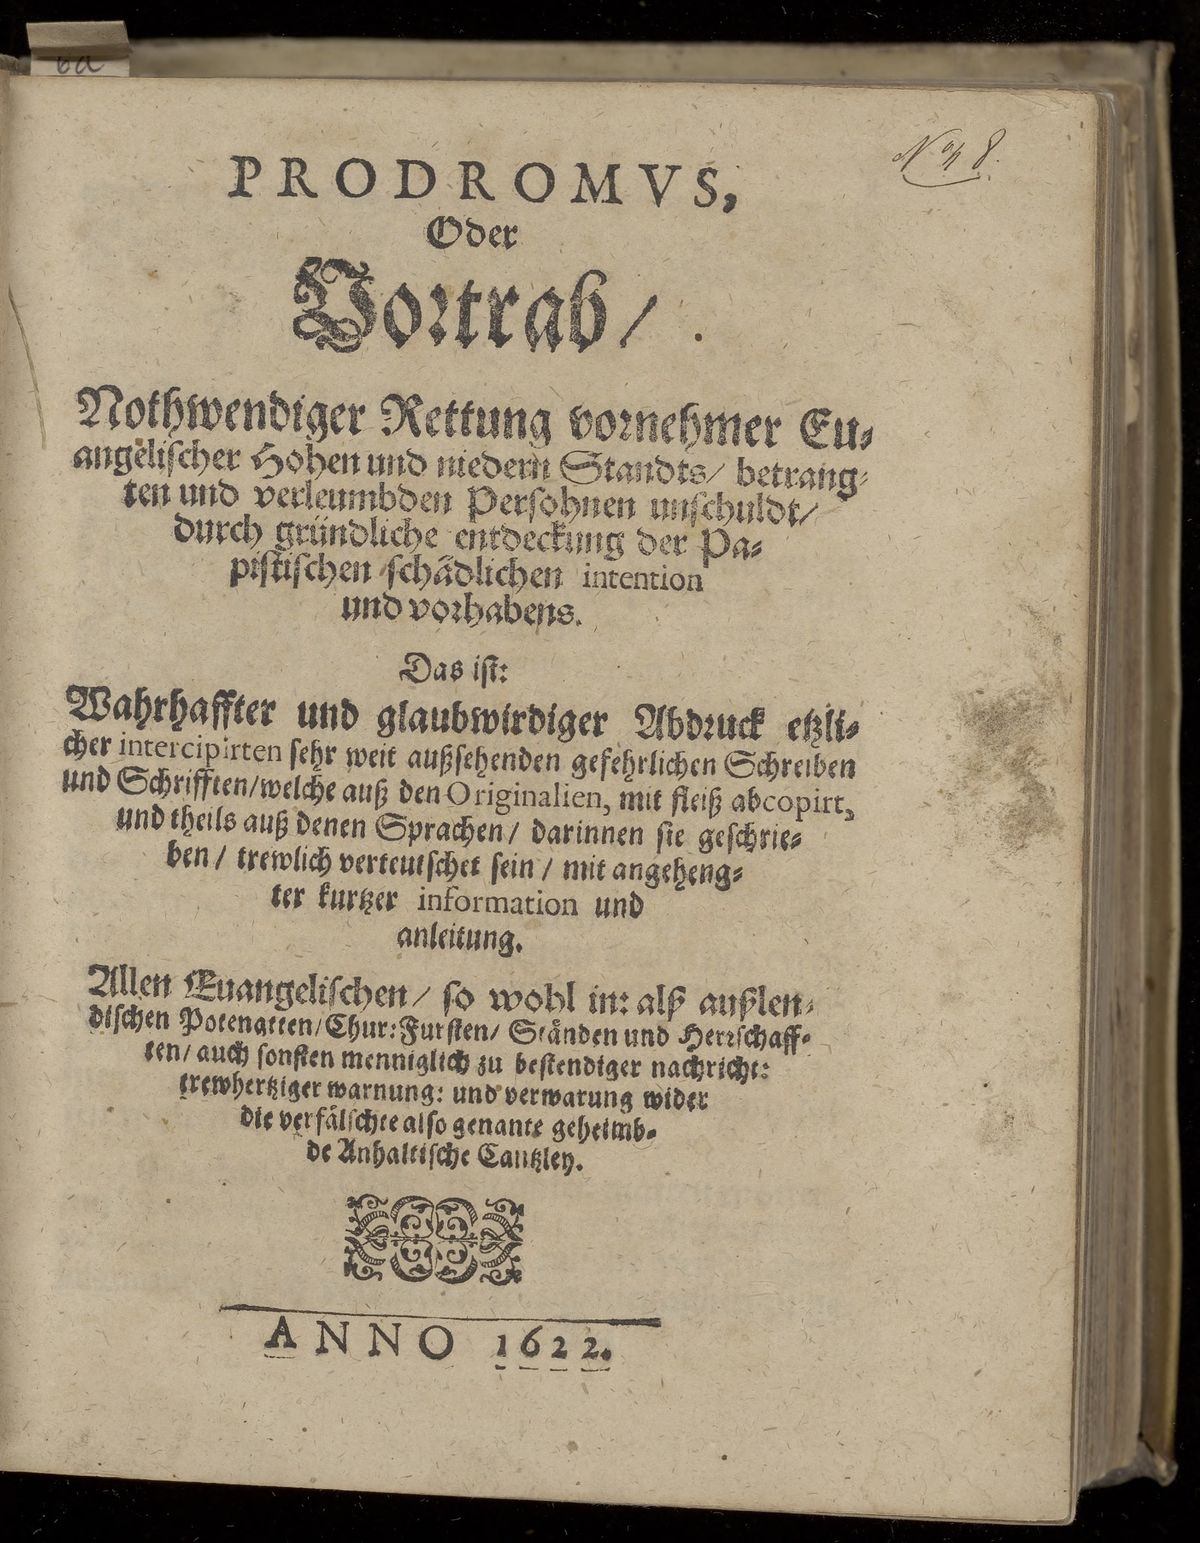 6a
No 8.
PRODROMVS,
Oder
Vortrab/
Nothwendiger Rettung vornehmer Eu-
angelischer Hohen und niedern Standts/ betrang-
ten und verleumbden Persohnen unschuldt/
durch gründliche entdeckung der Pa-
pistischen schädlichen intention
und vorhabens.
Das ist:
Wahrhaffter und glaubwirdiger Abdruck etzli-
cher intercipirten sehr weit außsehenden gefehrlichen Schreiben
und Schrifften/welche auß den Originalien, mit fleiß abcopirt,
und theils auß denen Sprachen/ darinnen sie geschrie-
ben/ trewlich verteutschet sein/ mit angeheng-
ter kurtzer information und
anleitung.
Allen Euangelischen/ so wohl in: alß außlen-
dischen Potenatten/Chur:Fursten/ Ständen und Herrschaff-
ten/ auch sonsten menniglich zu bestendiger nachricht:
trewhertziger warnung: und verwarung wider
die verfälschte also genante geheimb-
de Anhaltische Cantzley.
ANNO 1622.